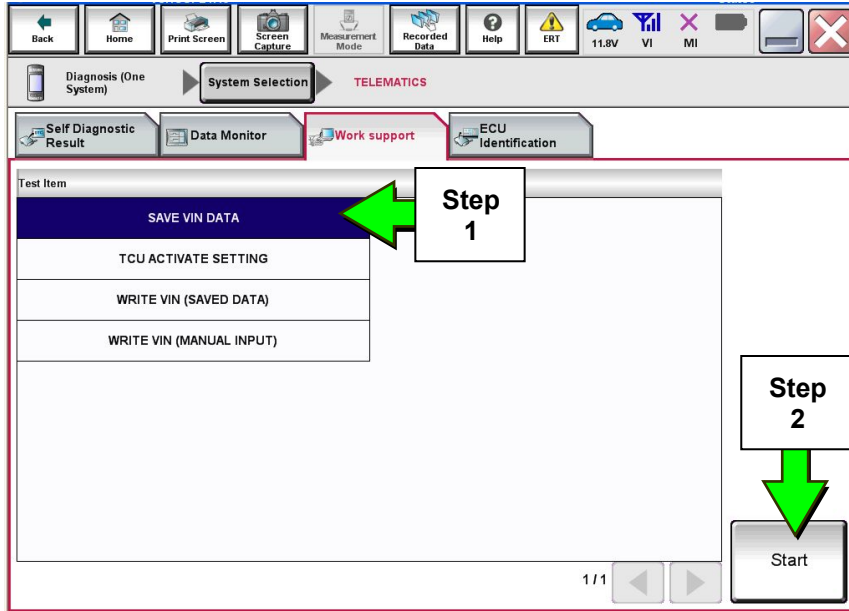 Back
Home
Print Screen
Screen
Capture
Measurement
Mode
Recorded
Data
Help
ERT
11.8V
VI
MI
Diagnosis (One
System)
System Selection
TELEMATICS
Self Diagnostic
Result
Data Monitor
Work support
ECU
Identification
Test Item
SAVE VIN DATA
Step
1
TCU ACTIVATE SETTING
WRITE VIN (SAVED DATA)
WRITE VIN (MANUAL INPUT)
Step
2
Start
1/1